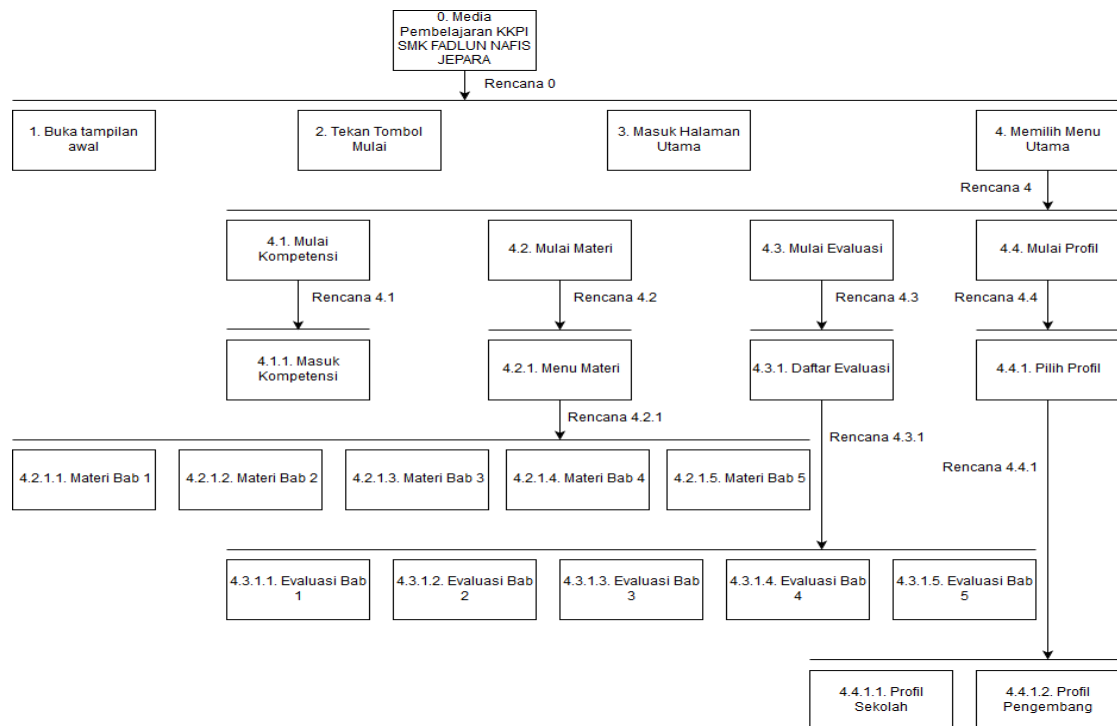 0. Media
Pembelajaran KKPI
SMK FADLUN NAFIS
JEPARA
Rencana 0
1. Buka tampilan
awal
2. Tekan Tombol
Mulai
3. Masuk Halaman
Utama
4. Memilih Menu
Utama
Rencana 4
4.1. Mulai
Kompetensi
4.2. Mulai Materi
4.3. Mulai Evaluasi
4.4. Mulai Profil
Rencana 4.1
Rencana 4.2
Rencana 4.3
Rencana 4.4
4.1.1. Masuk
Kompetensi
4.2.1. Menu Materi
4.3.1. Daftar Evaluasi
4.4.1. Pilih Profil
Rencana 4.2.1
Rencana 4.3.1
Rencana 4.4.1
4.2.1.1. Materi Bab 1
4.2.1.2. Materi Bab 2
4.2.1.3. Materi Bab 3
4.2.1.4. Materi Bab 4
4.2.1.5. Materi Bab 5
4.3.1.1. Evaluasi Bab
1
4.3.1.2. Evaluasi Bab
2
4.3.1.3. Evaluasi Bab
3
4.3.1.4. Evaluasi Bab
4
4.3.1.5. Evaluasi Bab
5
4.4.1.1. Profil
Sekolah
4.4.1.2. Profil
Pengembang